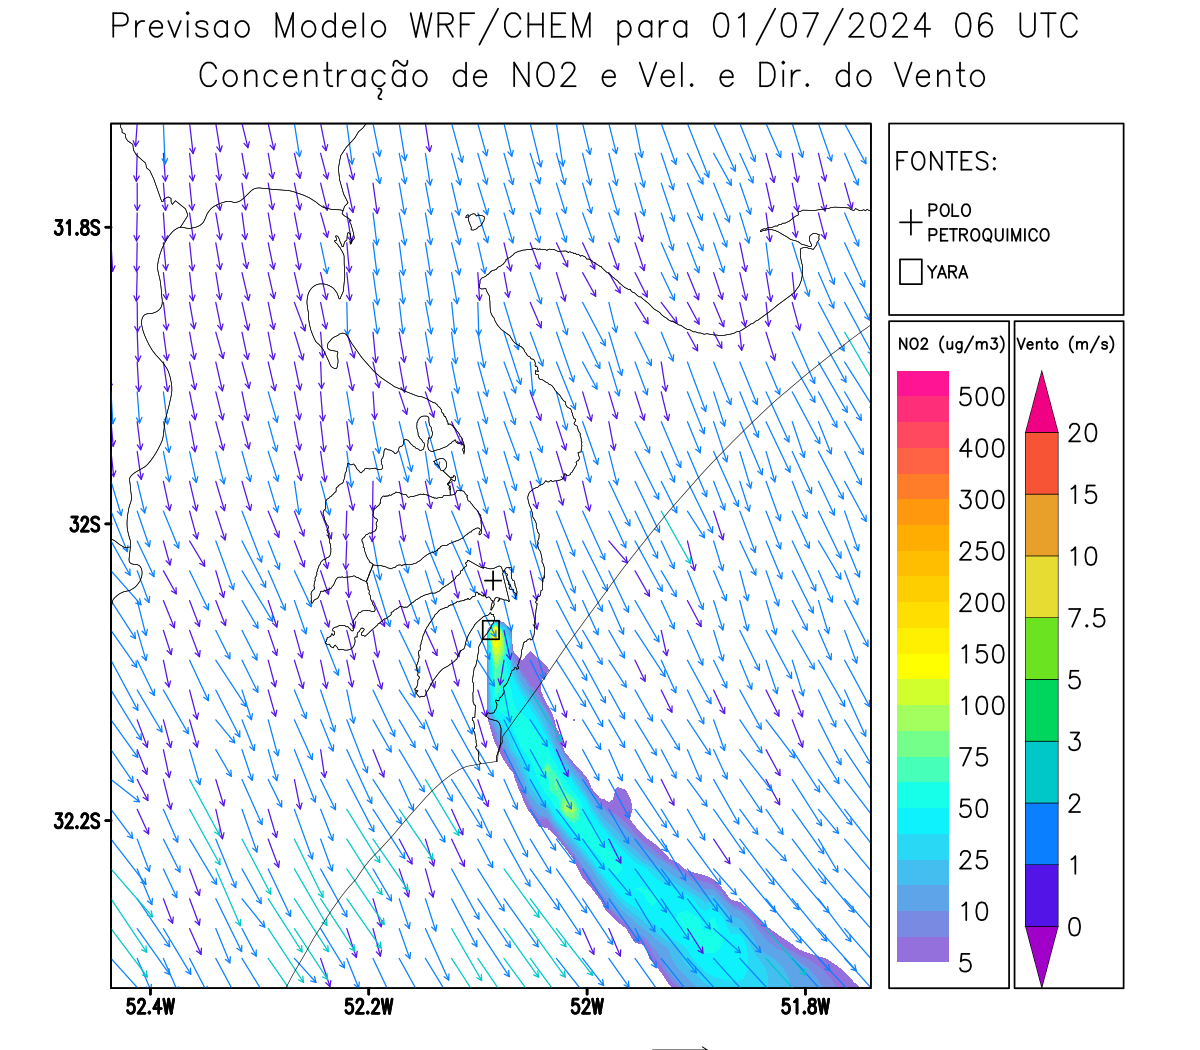 Previsao Modelo WRF/CHEM para 01/07/2024 06 UTC
Concentração de NO2 e Vel. e Dir. do Vento
FONTES:
POLO
PETROQUIMICO
YARA
31.8S
32S
32.2S
52.4W
52.2W
52W
51.8W
NO2 (ug/m3)
500
400
300
250
200
150
100
75
50
25
10
5
Vento (m/s)
20
15
10
7.5
5
3
2
1
0